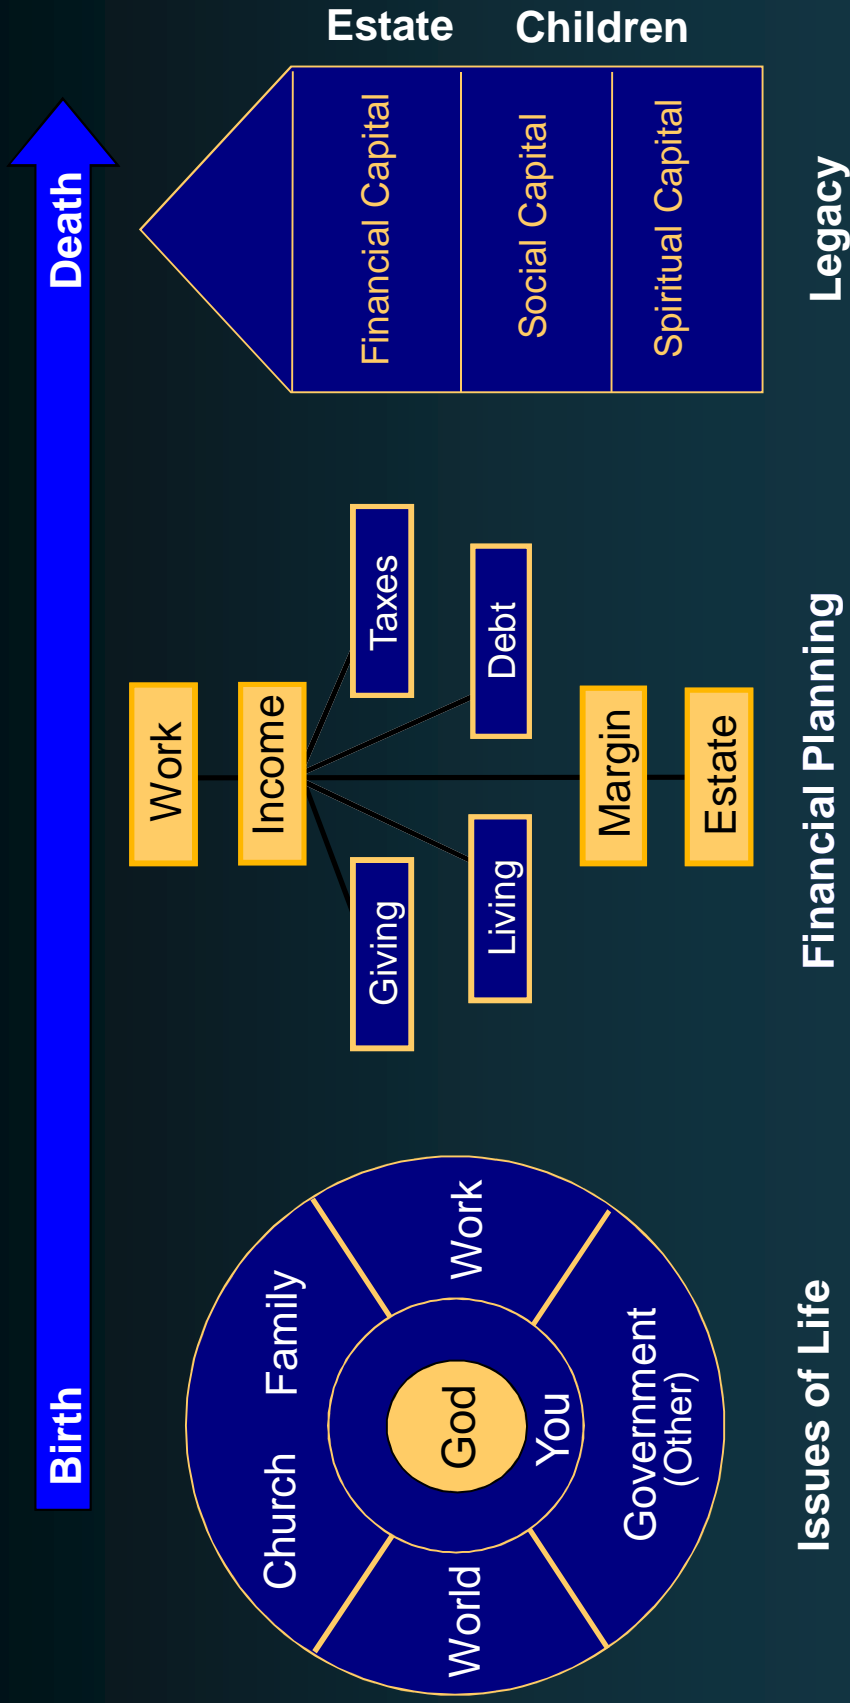 Birth
Death
Church
Family
World
God
You
Work
Government
(Other)
Issues of Life
Work
Income
Giving
Taxes
Living
Debt
Margin
Estate
Financial Planning
Estate
Children
Financial Capital
Social Capital
Spiritual Capital
Legacy